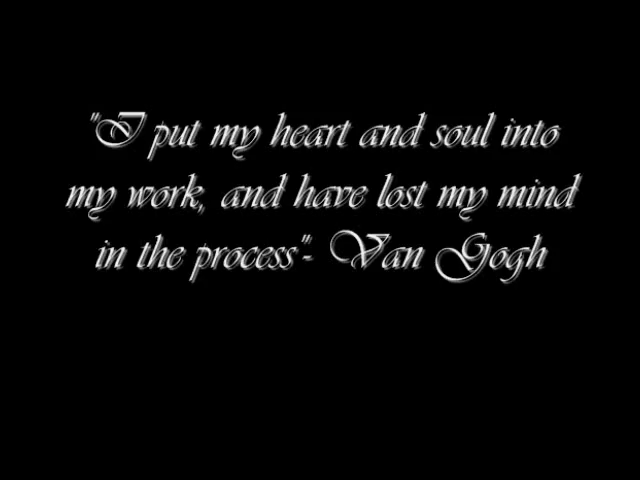 "I put my heart and soul into
my work, and have lost my mind
in the process"- Van Gogh